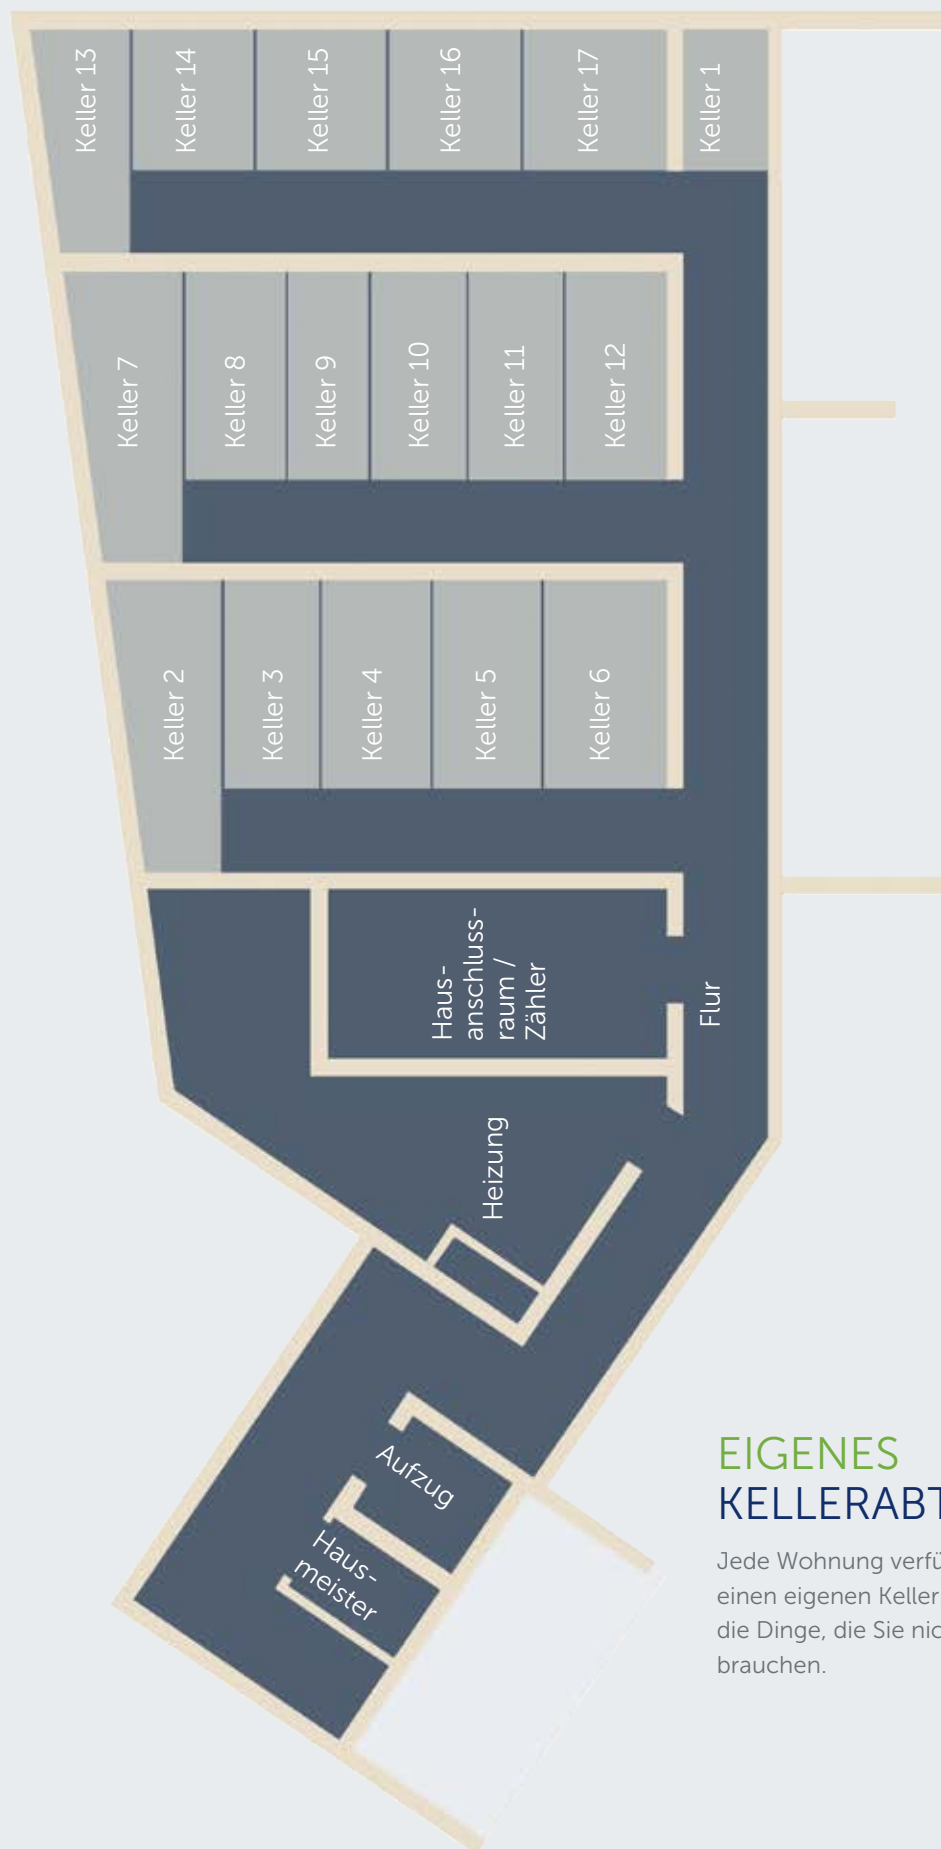 Keller 13
Keller 14
Keller 15
Keller 16
Keller 17
Keller 1
Keller 7
Keller 8
Keller 9
Keller 10
Keller 11
Keller 12
Keller 2
Keller 3
Keller 4
Keller 5
Keller 6
Haus-
anschluss-
raum /
Zähler
Flur
Heizung
Aufzug
Haus-
meister
EIGENES
KELLERABT
Jede Wohnung verfü
einen eigenen Keller
die Dinge, die Sie nic
brauchen.